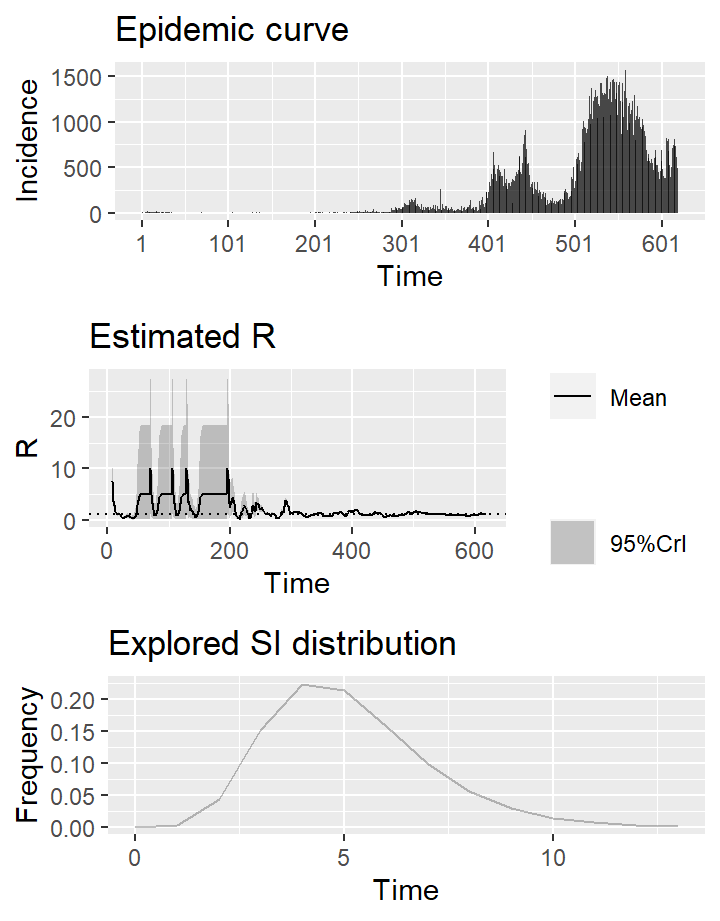 Epidemic curve
Incidence
1500
1000
500
0
1 101 201 301 401 501 601
Time
Estimated R
R
20
10
0
0 200 400 600
Time
Mean
95%CrI
Explored SI distribution
Frequency
0.20
0.15
0.10
0.05
0.00
0 5 10
Time